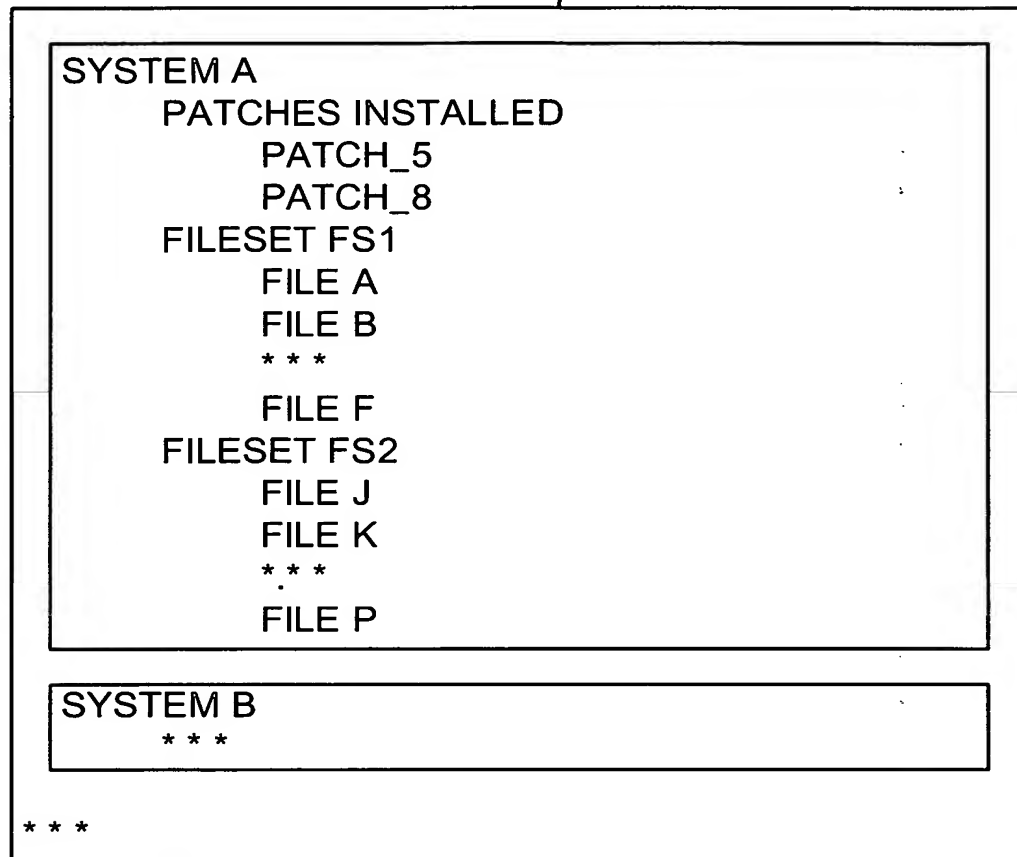 SYSTEM A
PATCHES INSTALLED
PATCH_5
PATCH_8
FILESET FS1
FILE A
FILE B
* * *
FILE F
FILESET FS2
FILE J
FILE K
* * *
FILE P
SYSTEM B
* * *
* * *